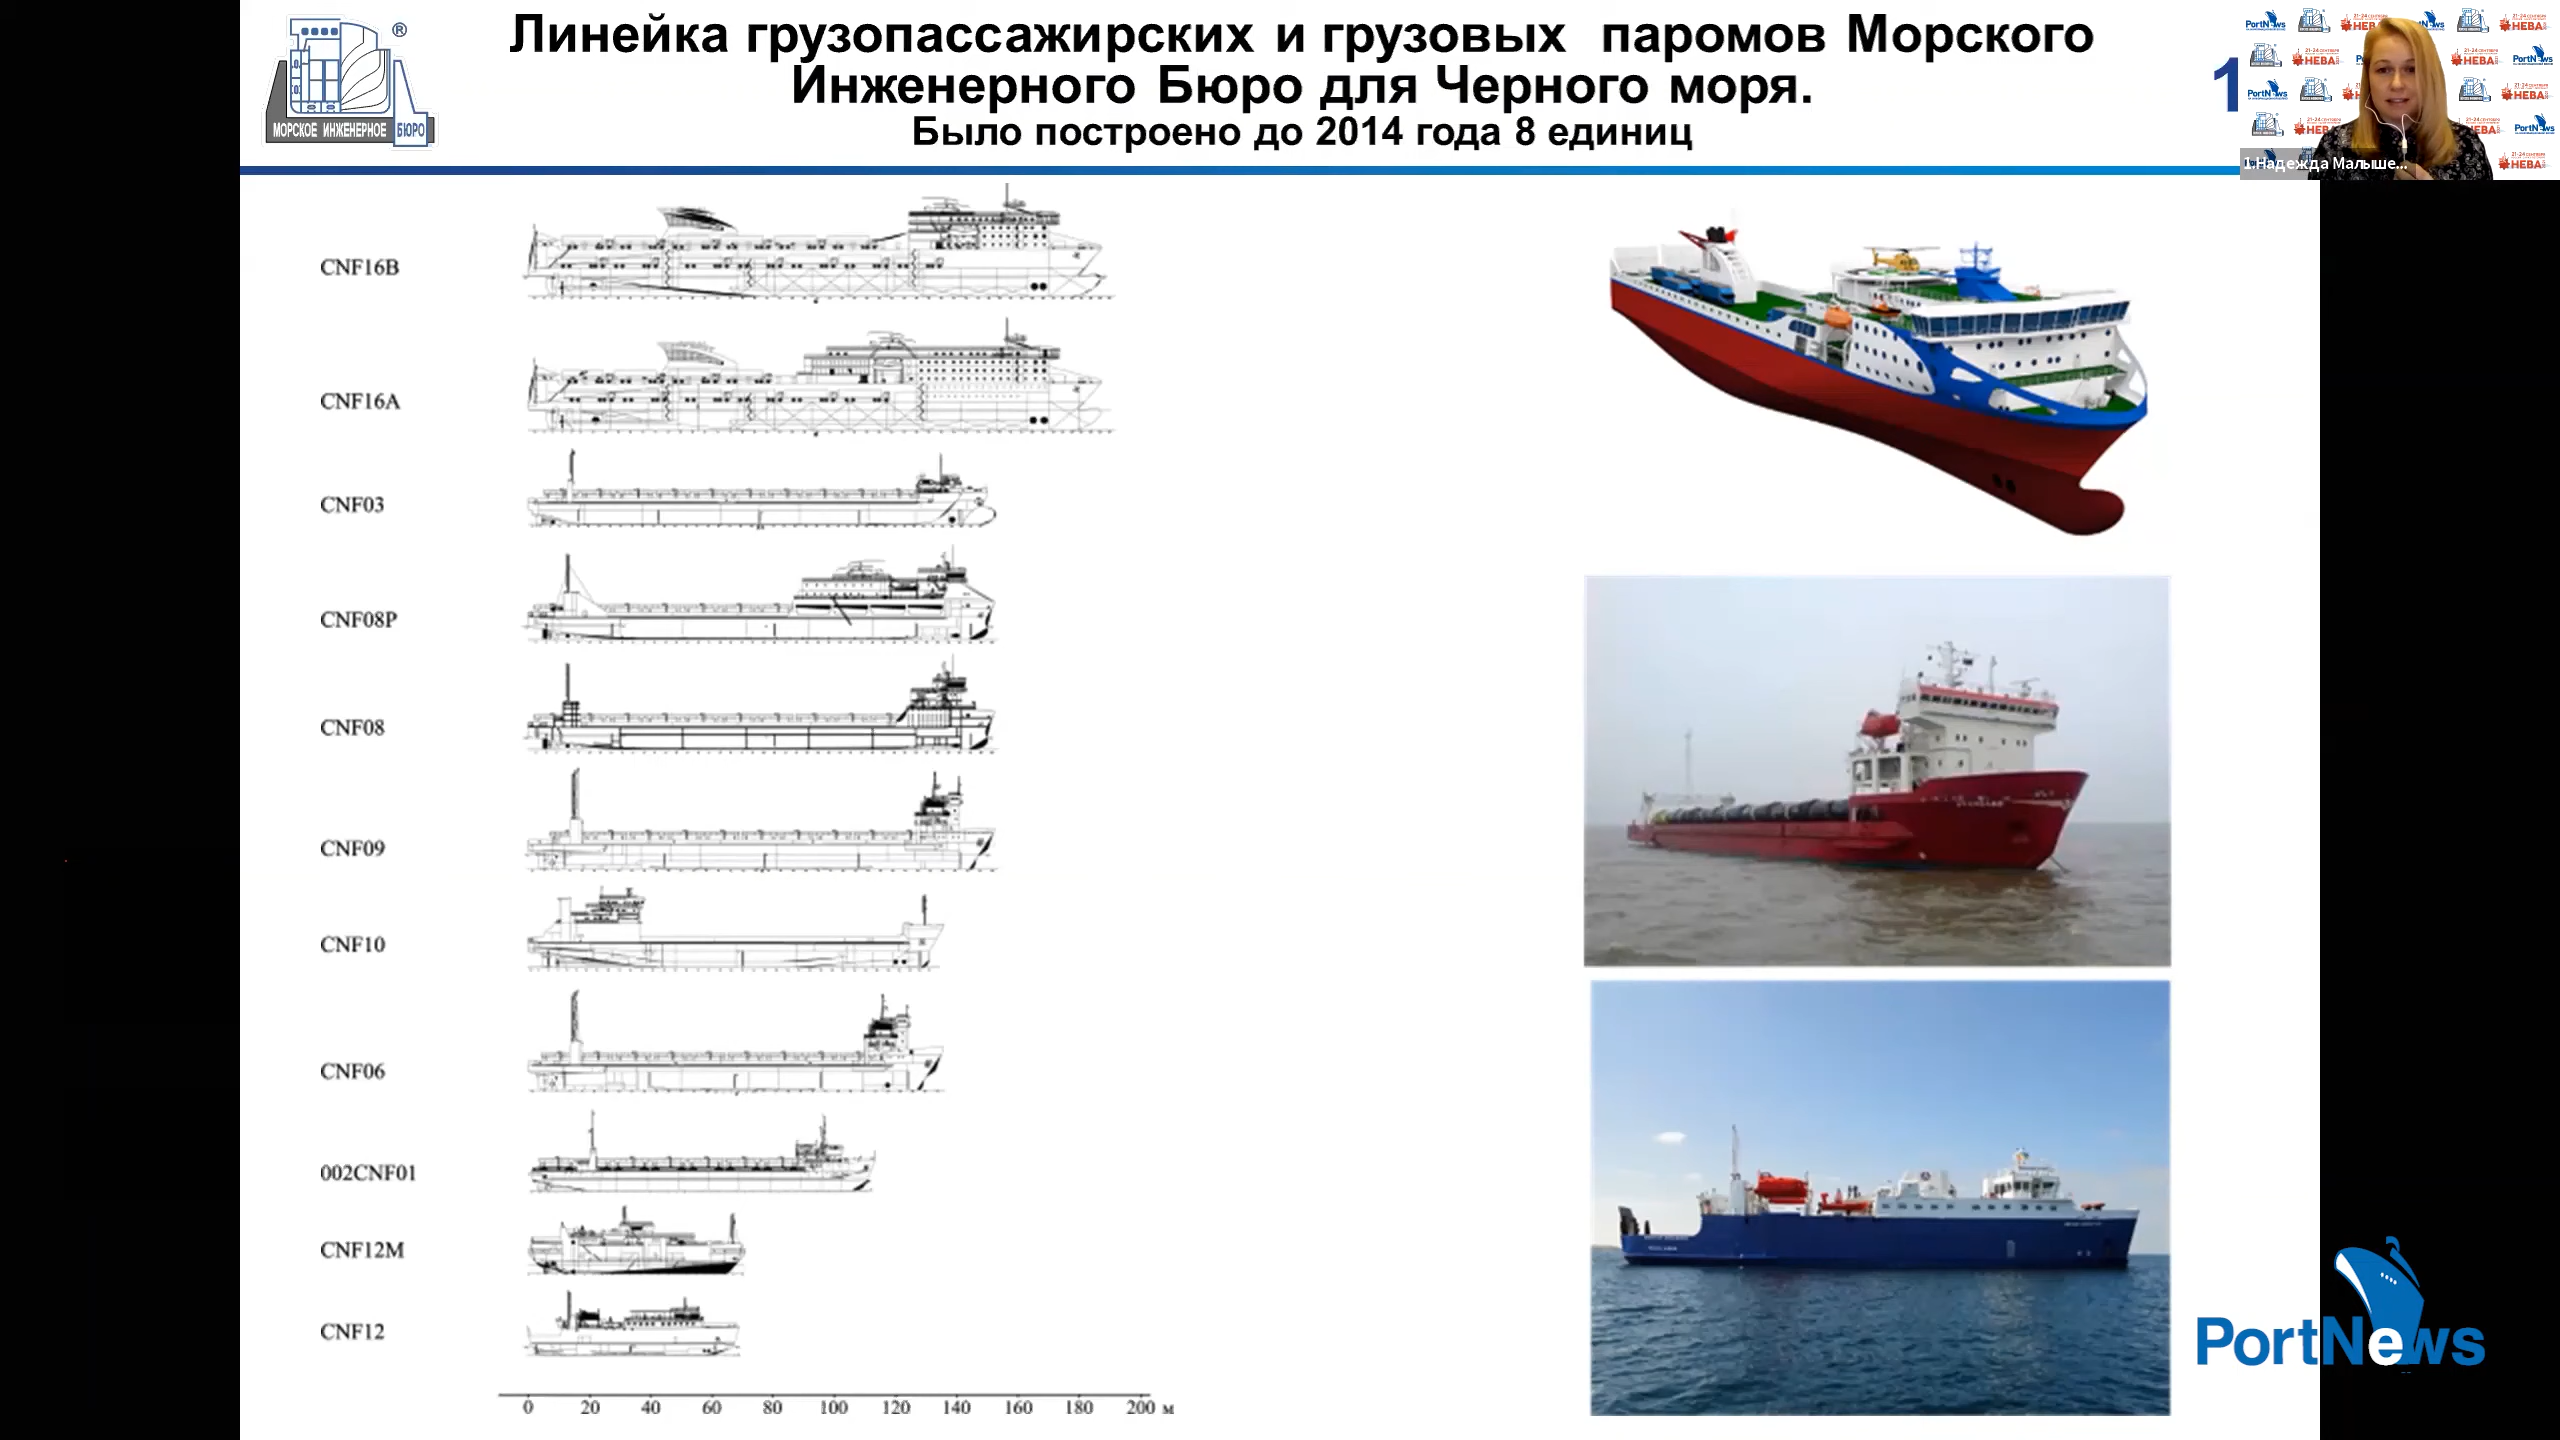 Линейка грузопассажирских и грузовых паромов Морского
Инженерного Бюро для Черного моря.
Было построено до 2014 года 8 единиц
®
МОРСКОЕ ИНЖЕНЕРНОЕ БЮРО
1
1.Надежда Малыше...
PortNews
НЕВА
CNF16B
CNF16A
CNF03
CNF08P
CNF08
CNF09
CNF10
CNF06
002CNF01
CNF12M
CNF12
0 20 40 60 80 100 120 140 160 180 200 м
PortNews